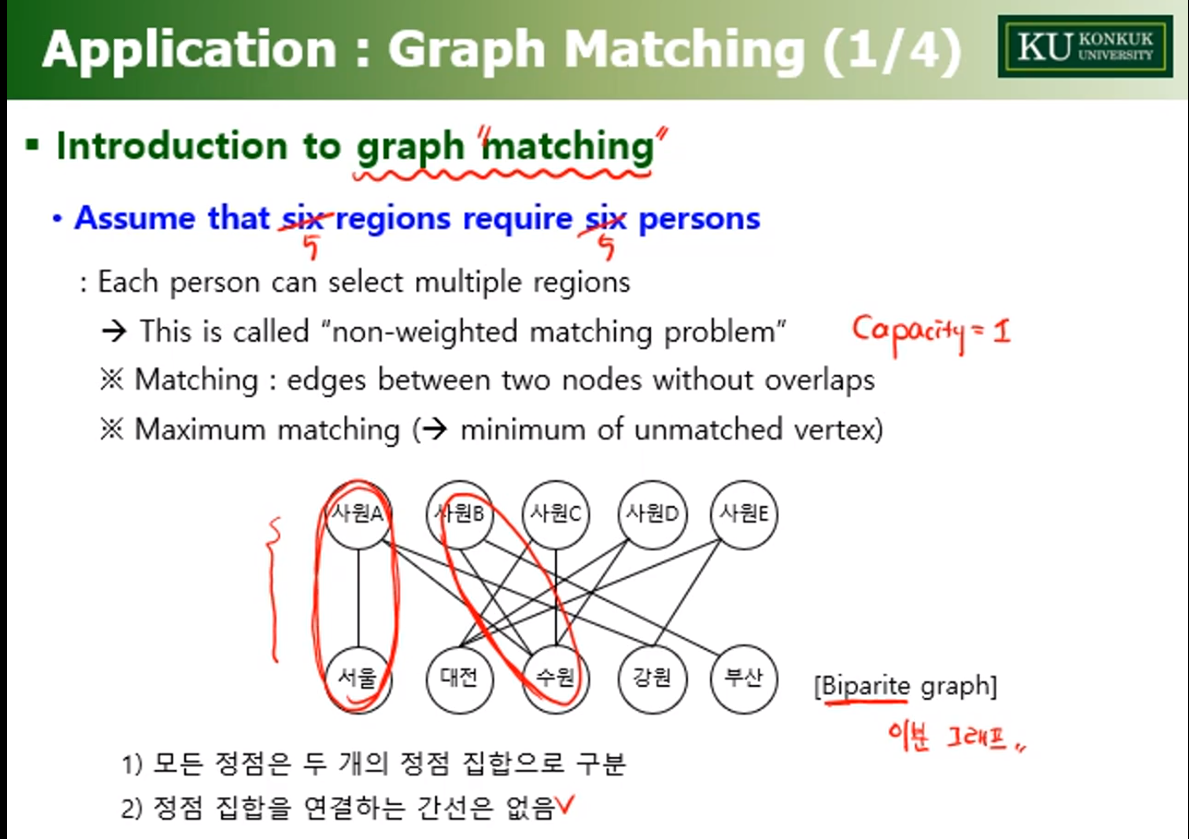 Application : Graph Matching (1/4)
KU KONKUK UNIVERSITY
▪ Introduction to graph "matching"
• Assume that six regions require six persons
5 5
: Each person can select multiple regions
→ This is called “non-weighted matching problem”
Capacity = 1
※ Matching : edges between two nodes without overlaps
※ Maximum matching (→ minimum of unmatched vertex)
사원A 사원B 사원C 사원D 사원E
서울 대전 수원 강원 부산
[Biparite graph]
이분 그래프
1) 모든 정점은 두 개의 정점 집합으로 구분
2) 정점 집합을 연결하는 간선은 없음